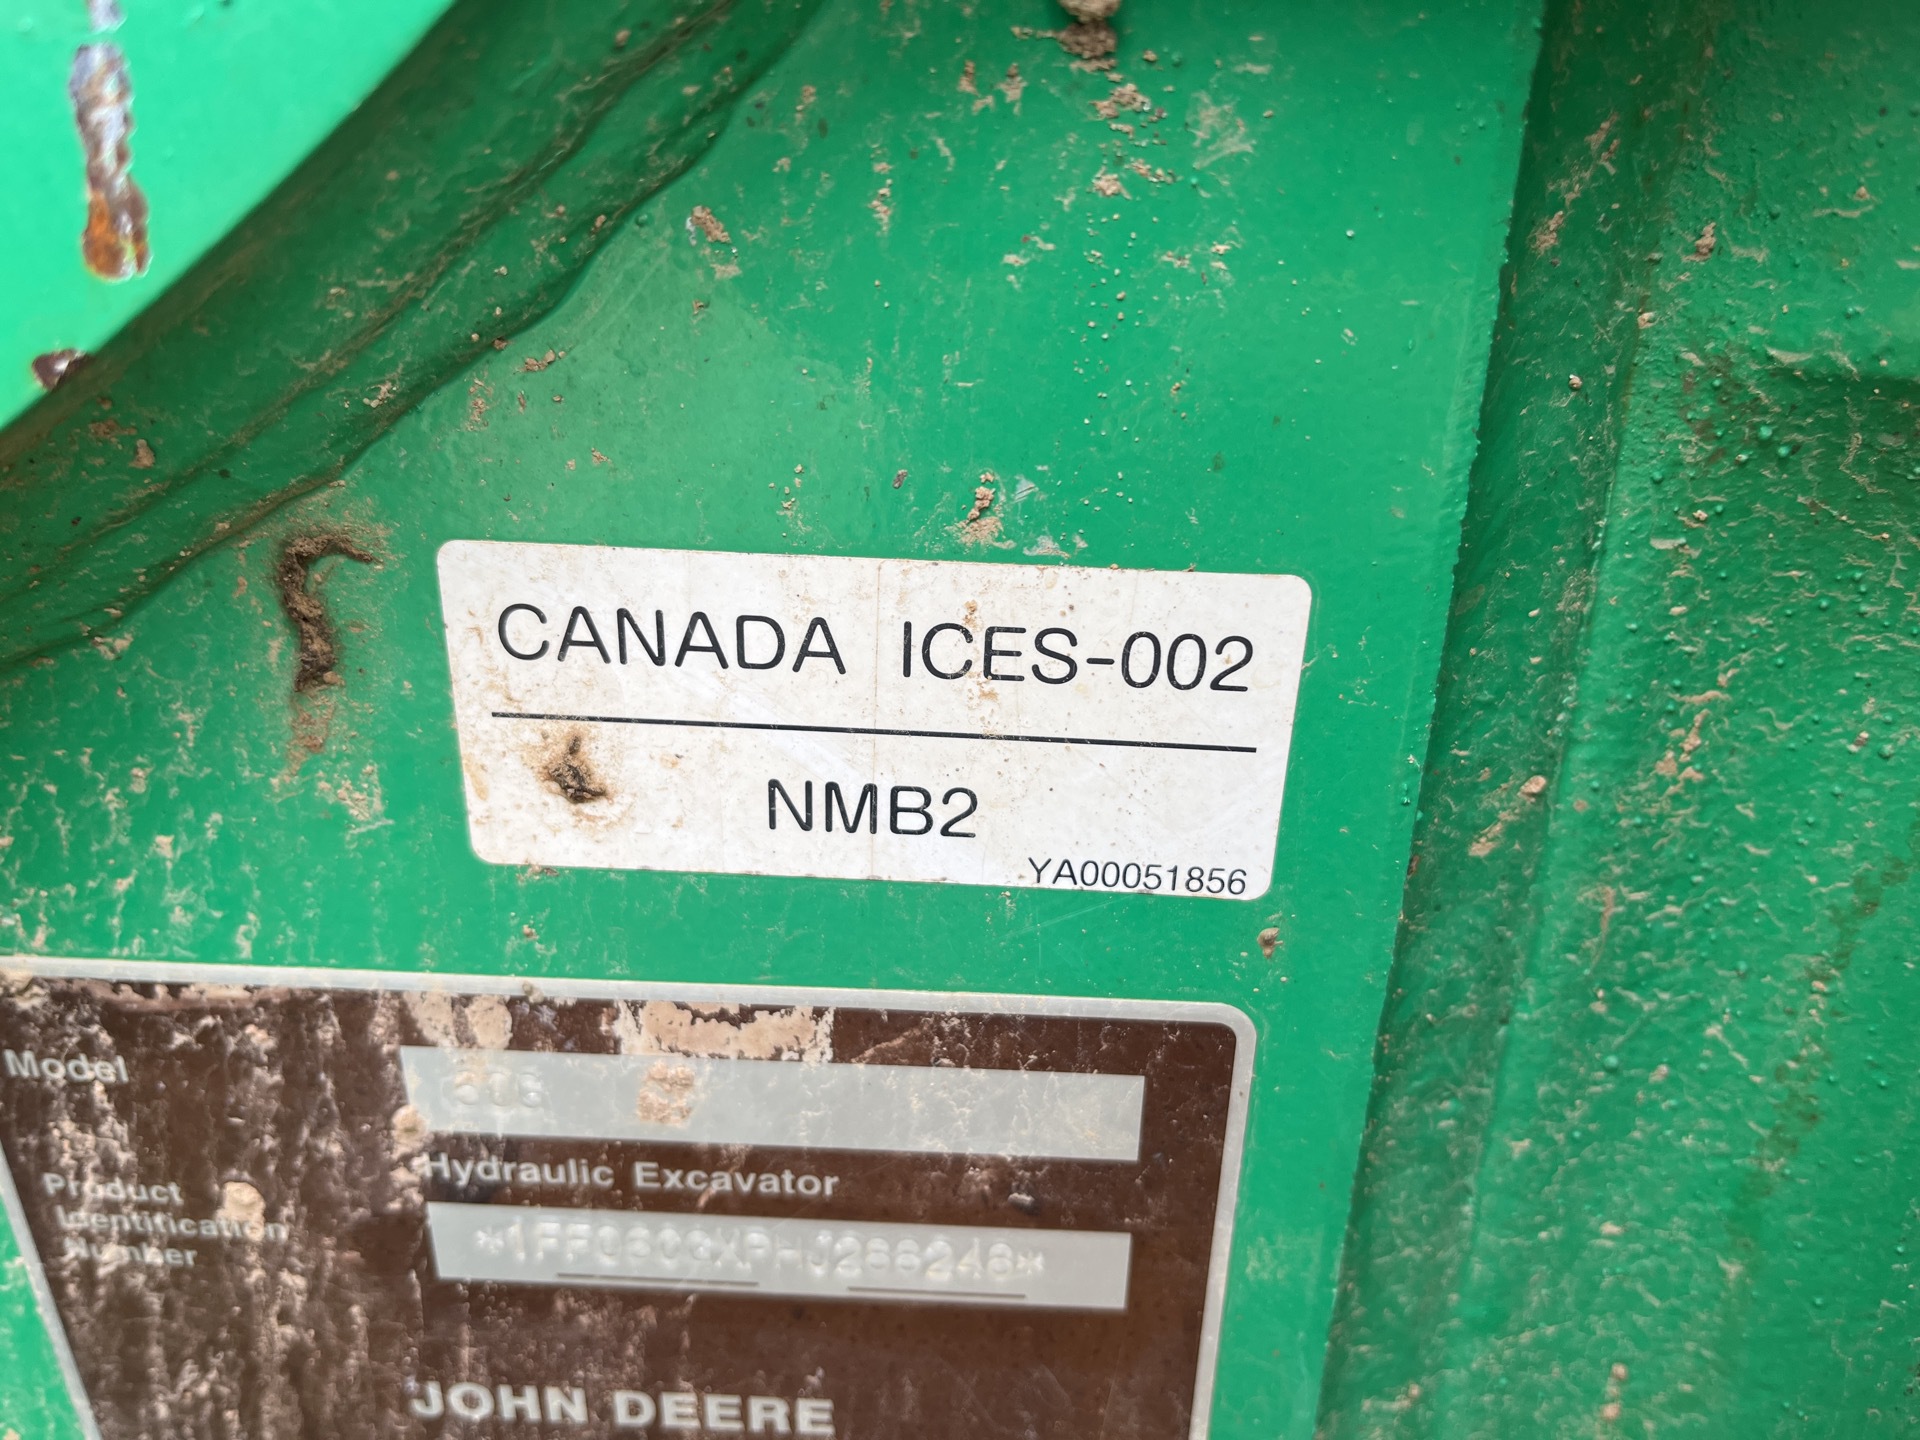 CANADA ICES-002
NMB2
YA00051856
Model
Hydraulic Excavator
Product
Identification
Number
JOHN DEERE